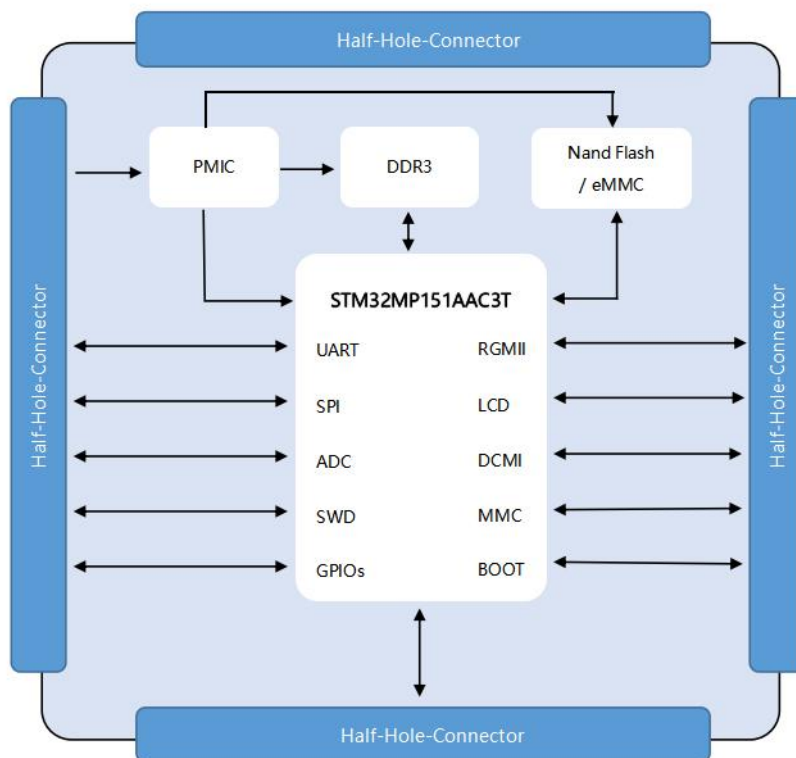 Half-Hole-Connector
PMIC
DDR3
Nand Flash
/ eMMC
Half-Hole-Connector
STM32MP151AAC3T
UART
RGMII
SPI
LCD
ADC
DCMI
SWD
MMC
GPIOs
BOOT
Half-Hole-Connector
Half-Hole-Connector